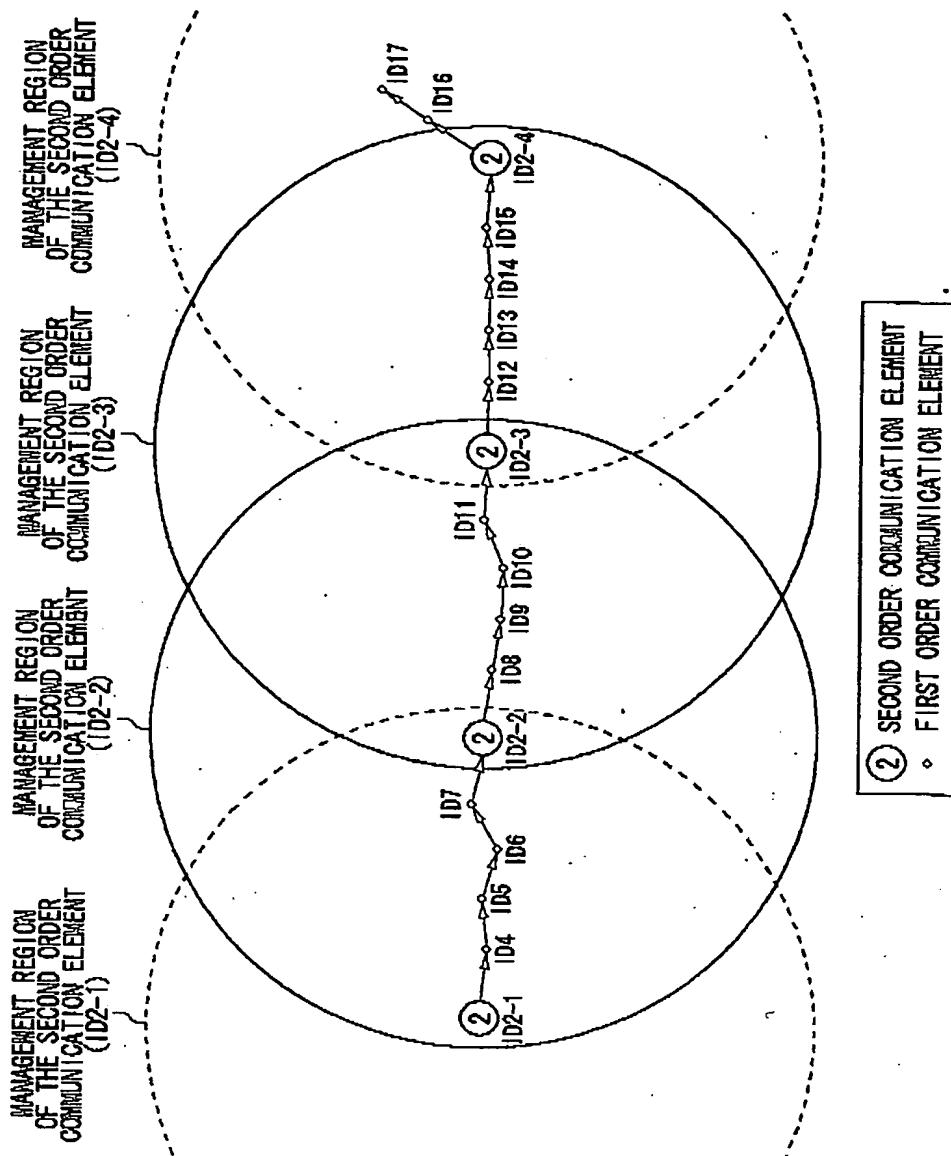 MANAGEMENT REGION
OF THE SECOND ORDER
COMMUNICATION ELEMENT
(ID2-1)
MANAGEMENT REGION
OF THE SECOND ORDER
COMMUNICATION ELEMENT
(ID2-2)
MANAGEMENT REGION
OF THE SECOND ORDER
COMMUNICATION ELEMENT
(ID2-3)
MANAGEMENT REGION
OF THE SECOND ORDER
COMMUNICATION ELEMENT
(ID2-4)
2
ID2-1
ID4
ID5
ID6
ID7
2
ID2-2
ID8
ID9
ID10
ID11
2
ID2-3
ID12
ID13
ID14
ID15
2
ID2-4
ID16
ID17
2 SECOND ORDER COMMUNICATION ELEMENT
FIRST ORDER COMMUNICATION ELEMENT